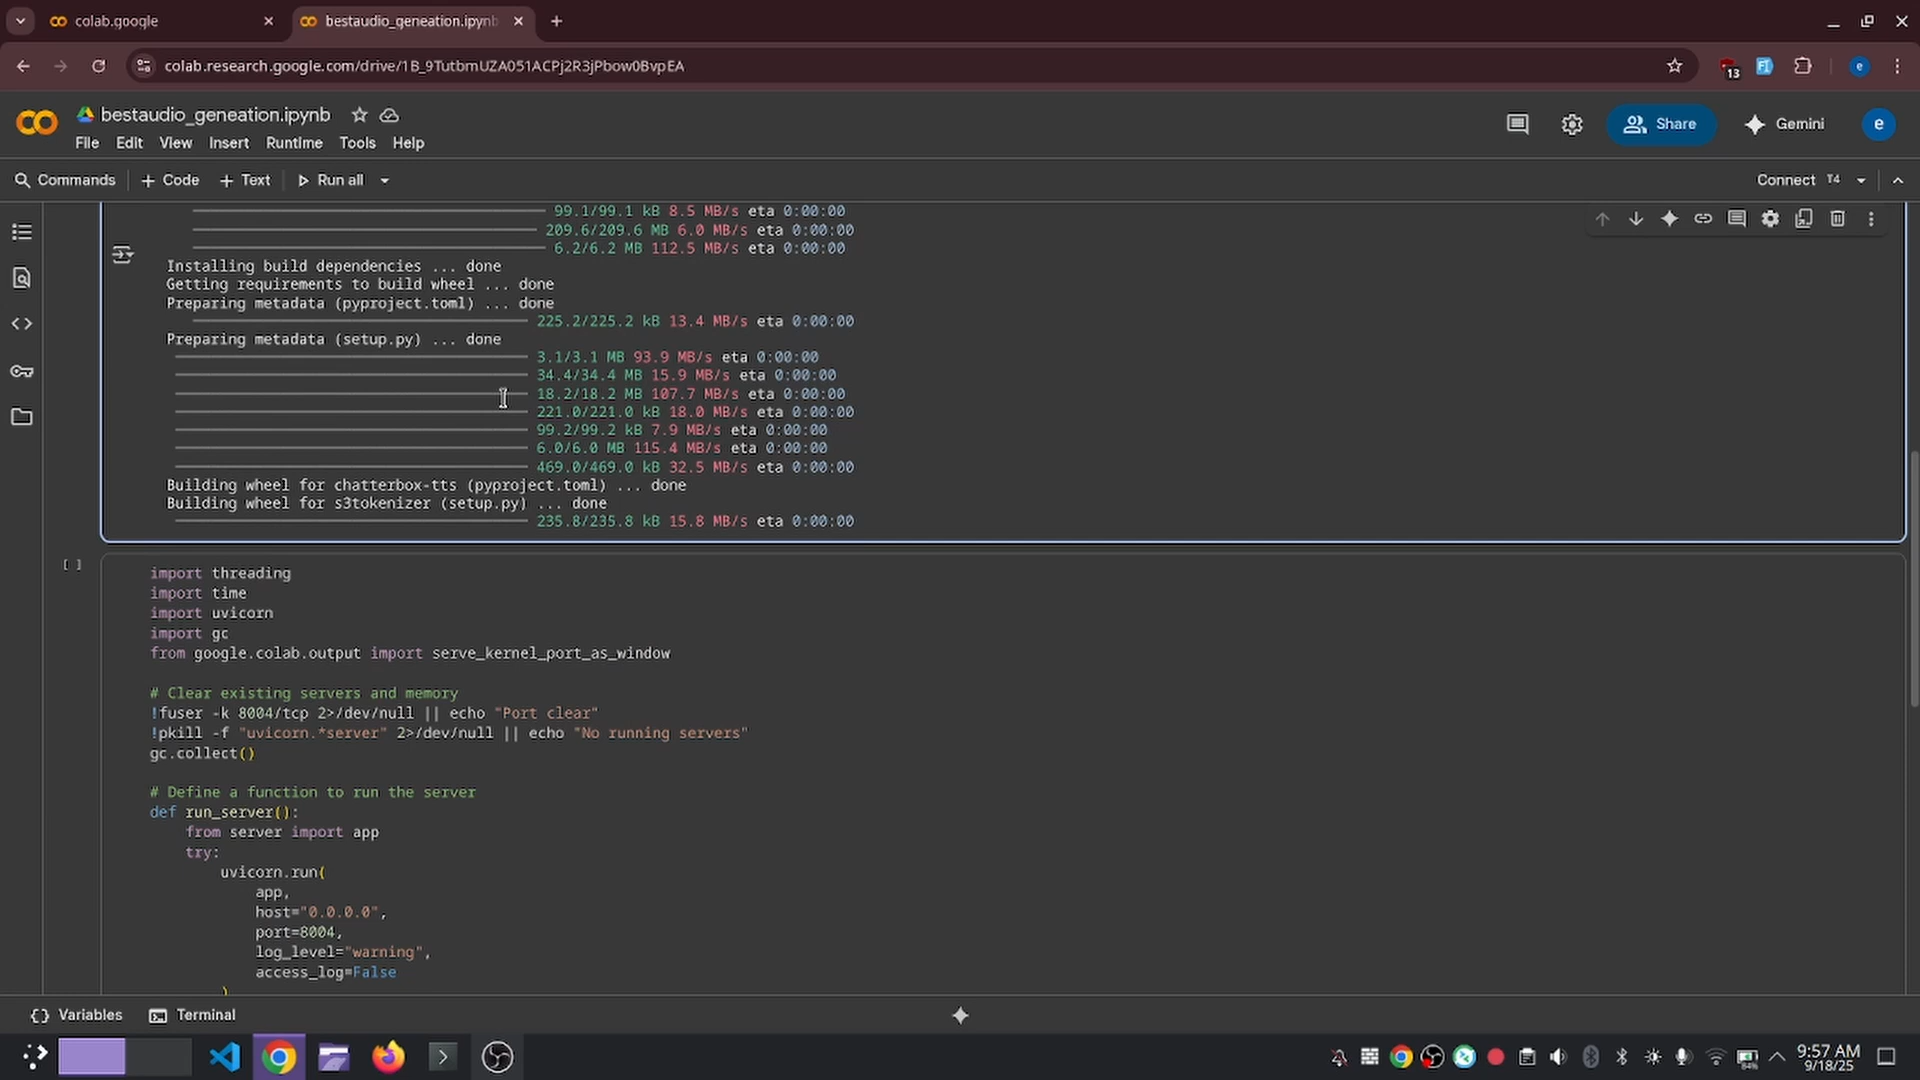 colab.google
bestaudio_geneation.ipynb
colab.research.google.com/drive/1B_9TutbmUZA051ACPj2R3jPbow0BvpEA
13
e
bestaudio_geneation.ipynb
File Edit View Insert Runtime Tools Help
Share
Gemini
e
Commands + Code + Text Run all
Connect T4
99.1/99.1 kB 8.5 MB/s eta 0:00:00
209.6/209.6 MB 6.0 MB/s eta 0:00:00
6.2/6.2 MB 112.5 MB/s eta 0:00:00
Installing build dependencies ... done
Getting requirements to build wheel ... done
Preparing metadata (pyproject.toml) ... done
225.2/225.2 kB 13.4 MB/s eta 0:00:00
Preparing metadata (setup.py) ... done
3.1/3.1 MB 93.9 MB/s eta 0:00:00
34.4/34.4 MB 15.9 MB/s eta 0:00:00
18.2/18.2 MB 107.7 MB/s eta 0:00:00
221.0/221.0 kB 18.0 MB/s eta 0:00:00
99.2/99.2 kB 7.9 MB/s eta 0:00:00
6.0/6.0 MB 115.4 MB/s eta 0:00:00
469.0/469.0 kB 32.5 MB/s eta 0:00:00
Building wheel for chatterbox-tts (pyproject.toml) ... done
Building wheel for s3tokenizer (setup.py) ... done
235.8/235.8 kB 15.8 MB/s eta 0:00:00
[ ]
import threading
import time
import uvicorn
import gc
from google.colab.output import serve_kernel_port_as_window
# Clear existing servers and memory
!fuser -k 8004/tcp 2>/dev/null || echo "Port clear"
!pkill -f "uvicorn.*server" 2>/dev/null || echo "No running servers"
gc.collect()
# Define a function to run the server
def run_server():
from server import app
try:
uvicorn.run(
app,
host="0.0.0.0",
port=8004,
log_level="warning",
access_log=False
)
Variables Terminal
9:57 AM
9/18/25